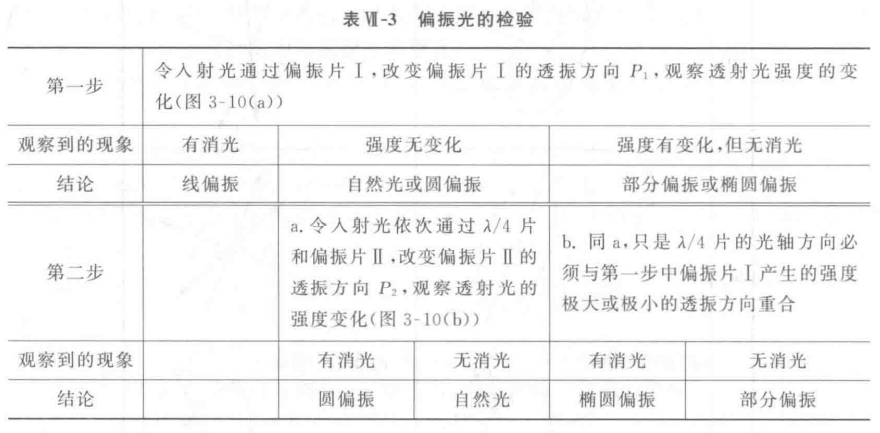 表Ⅶ-3 偏振光的检验
第一步
令入射光通过偏振片Ⅰ,改变偏振片Ⅰ的透振方向 P₁,观察透射光强度的变
化(图 3-10(a))
观察到的现象 有消光 强度无变化 强度有变化,但无消光
结论 线偏振 自然光或圆偏振 部分偏振或椭圆偏振
第二步
a. 令入射光依次通过 λ/4 片
和偏振片Ⅱ,改变偏振片Ⅱ的
透振方向 P₂,观察透射光的
强度变化(图 3-10(b))
b. 同 a,只是 λ/4 片的光轴方向必
须与第一步中偏振片Ⅰ产生的强度
极大或极小的透振方向重合
观察到的现象 有消光 无消光 有消光 无消光
结论 圆偏振 自然光 椭圆偏振 部分偏振